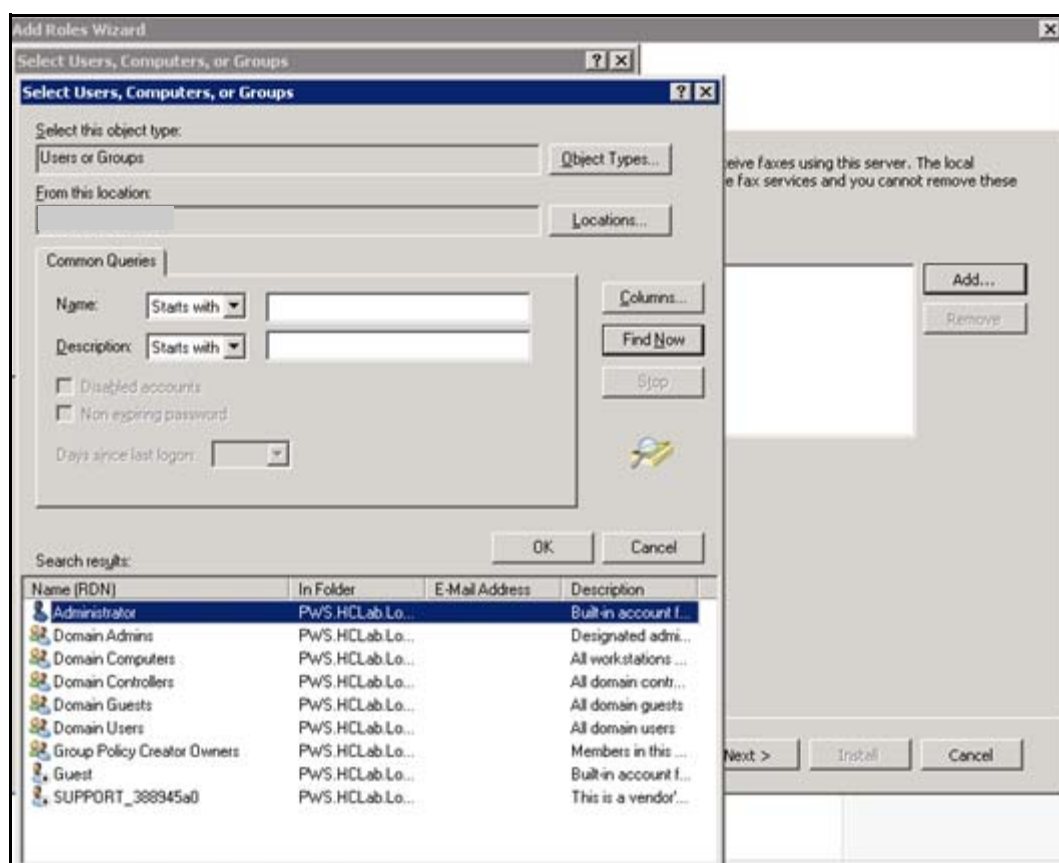 Add Roles Wizard
Select Users, Computers, or Groups
Select Users, Computers, or Groups
Select this object type:
Users or Groups
Object Types...
From this location:
Locations...
Common Queries
Name: Starts with
Description: Starts with
Disabled accounts
Non expiring password
Days since last logon:
Columns...
Find Now
Stop
OK Cancel
Search results:
Name (RDN) In Folder E-Mail Address Description
Administrator PWS.HCLab.Lo... Built-in account f...
Domain Admins PWS.HCLab.Lo... Designated admi...
Domain Computers PWS.HCLab.Lo... All workstations ...
Domain Controllers PWS.HCLab.Lo... All domain contr...
Domain Guests PWS.HCLab.Lo... All domain guests
Domain Users PWS.HCLab.Lo... All domain users
Group Policy Creator Owners PWS.HCLab.Lo... Members in this ...
Guest PWS.HCLab.Lo... Built-in account f...
SUPPORT_388945a0 PWS.HCLab.Lo... This is a vendor'...
eive faxes using this server. The local
e fax services and you cannot remove these
Add...
Remove
Next > Install Cancel